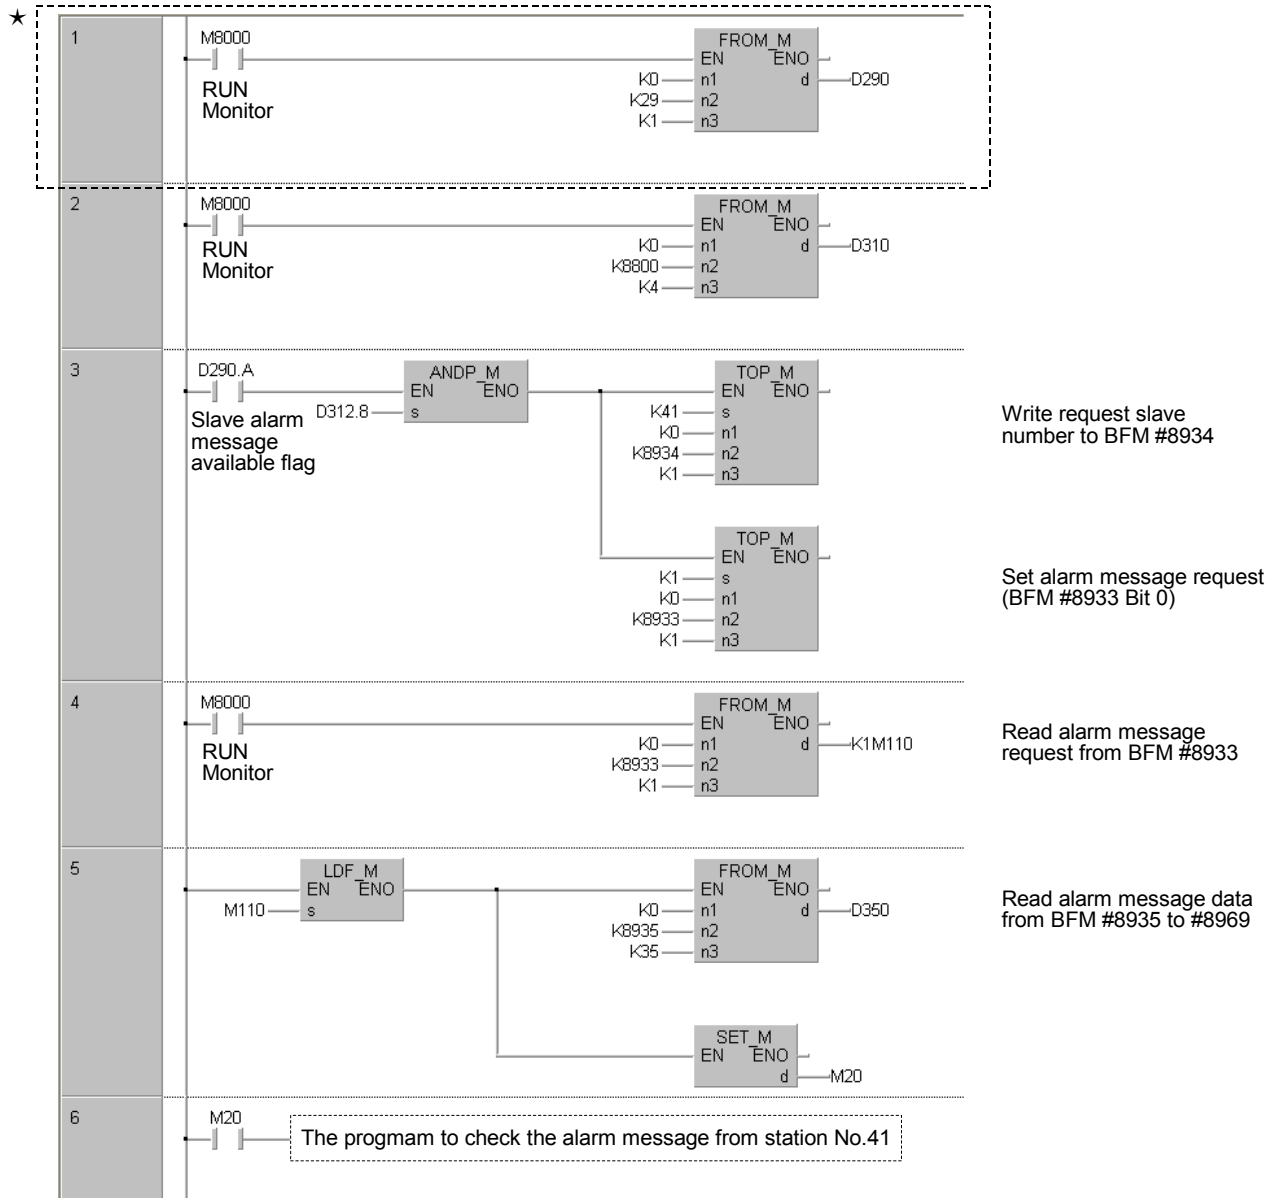 ★
1
M8000
RUN
Monitor
FROM_M
EN ENO
K0 n1 d D290
K29 n2
K1 n3
2
M8000
RUN
Monitor
FROM_M
EN ENO
K0 n1 d D310
K8800 n2
K4 n3
3
D290.A
Slave alarm
message
available flag
ANDP_M
EN ENO
D312.8 s
TOP_M
EN ENO
K41 s
K0 n1
K8934 n2
K1 n3
Write request slave
number to BFM #8934
TOP_M
EN ENO
K1 s
K0 n1
K8933 n2
K1 n3
Set alarm message request
(BFM #8933 Bit 0)
4
M8000
RUN
Monitor
FROM_M
EN ENO
K0 n1 d K1M110
K8933 n2
K1 n3
Read alarm message
request from BFM #8933
5
LDF_M
EN ENO
M110 s
FROM_M
EN ENO
K0 n1 d D350
K8935 n2
K35 n3
Read alarm message data
from BFM #8935 to #8969
SET_M
EN ENO
d M20
6
M20
The progmam to check the alarm message from station No.41